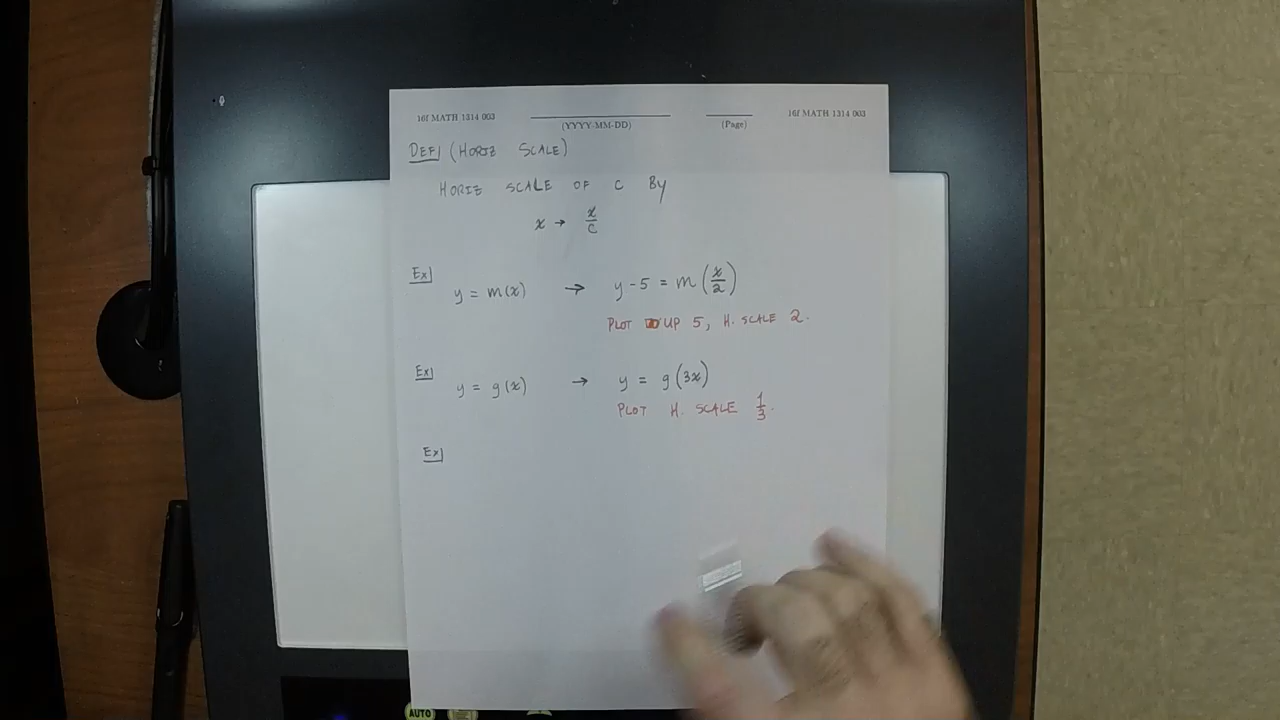 16f MATH 1314 003 (YYYY-MM-DD) (Page) 16f MATH 1314 003
DEF (HORIZ SCALE)
HORIZ SCALE OF C BY
x → x/c
Ex y = m(x) → y - 5 = m(x/2)
PLOT UP 5, H. SCALE 2.
Ex y = g(x) → y = g(3x)
PLOT H. SCALE 1/3.
Ex
AUTO